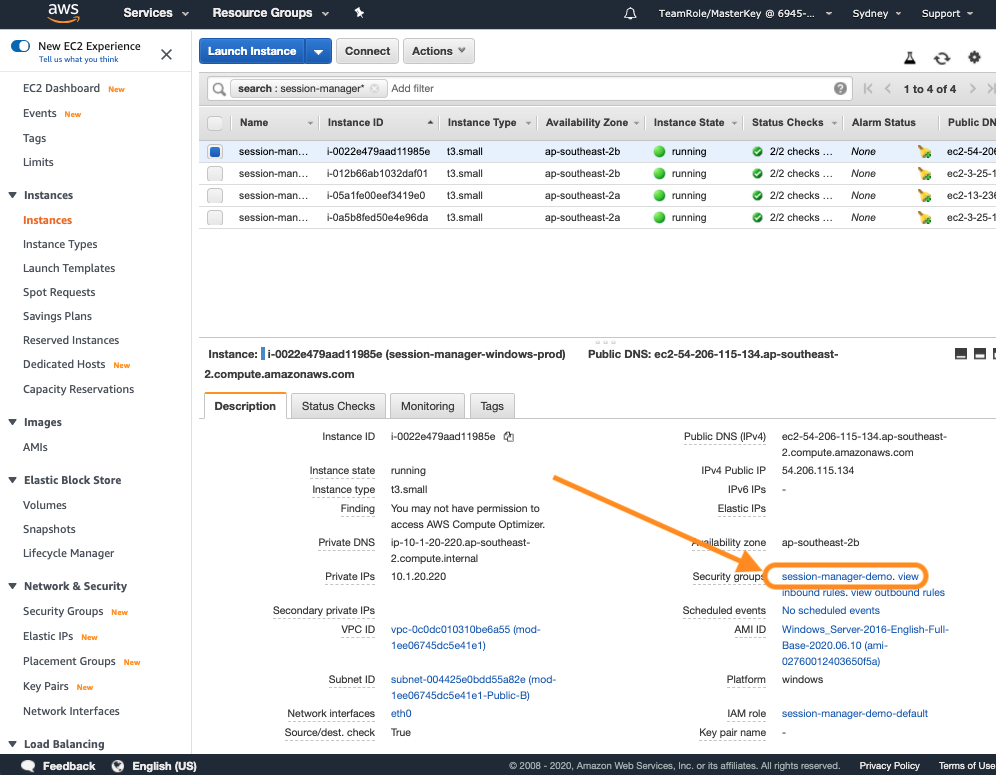 aws
Services
Resource Groups
TeamRole/MasterKey @ 6945-...
Sydney
Support
New EC2 Experience
Tell us what you think
EC2 Dashboard New
Events New
Tags
Limits
Instances
Instances
Instance Types
Launch Templates
Spot Requests
Savings Plans
Reserved Instances
Dedicated Hosts New
Capacity Reservations
Images
AMIs
Elastic Block Store
Volumes
Snapshots
Lifecycle Manager
Network & Security
Security Groups New
Elastic IPs New
Placement Groups New
Key Pairs New
Network Interfaces
Load Balancing
Launch Instance
Connect
Actions
search : session-manager*
Add filter
1 to 4 of 4
Name Instance ID Instance Type Availability Zone Instance State Status Checks Alarm Status Public DN
session-man... i-0022e479aad11985e t3.small ap-southeast-2b running 2/2 checks ... None ec2-54-206
session-man... i-012b66ab1032daf01 t3.small ap-southeast-2b running 2/2 checks ... None ec2-3-25-1
session-man... i-05a1fe00eef3419e0 t3.small ap-southeast-2a running 2/2 checks ... None ec2-13-236
session-man... i-0a5b8fed50e4e96da t3.small ap-southeast-2a running 2/2 checks ... None ec2-3-25-1
Instance: i-0022e479aad11985e (session-manager-windows-prod) Public DNS: ec2-54-206-115-134.ap-southeast-
2.compute.amazonaws.com
Description Status Checks Monitoring Tags
Instance ID i-0022e479aad11985e
Instance state running
Instance type t3.small
Finding You may not have permission to
access AWS Compute Optimizer.
Private DNS ip-10-1-20-220.ap-southeast-
2.compute.internal
Private IPs 10.1.20.220
Secondary private IPs
VPC ID vpc-0c0dc010310be6a55 (mod-
1ee06745dc5e41e1)
Subnet ID subnet-004425e0bdd55a82e (mod-
1ee06745dc5e41e1-Public-B)
Network interfaces eth0
Source/dest. check True
Public DNS (IPv4) ec2-54-206-115-134.ap-southeast-
2.compute.amazonaws.com
IPv4 Public IP 54.206.115.134
IPv6 IPs -
Elastic IPs
Availability zone ap-southeast-2b
Security groups session-manager-demo. view
inbound rules. view outbound rules
Scheduled events No scheduled events
AMI ID Windows_Server-2016-English-Full-
Base-2020.06.10 (ami-
02760012403650f5a)
Platform windows
IAM role session-manager-demo-default
Key pair name -
Feedback
English (US)
© 2008 - 2020, Amazon Web Services, Inc. or its affiliates. All rights reserved.
Privacy Policy
Terms of Use